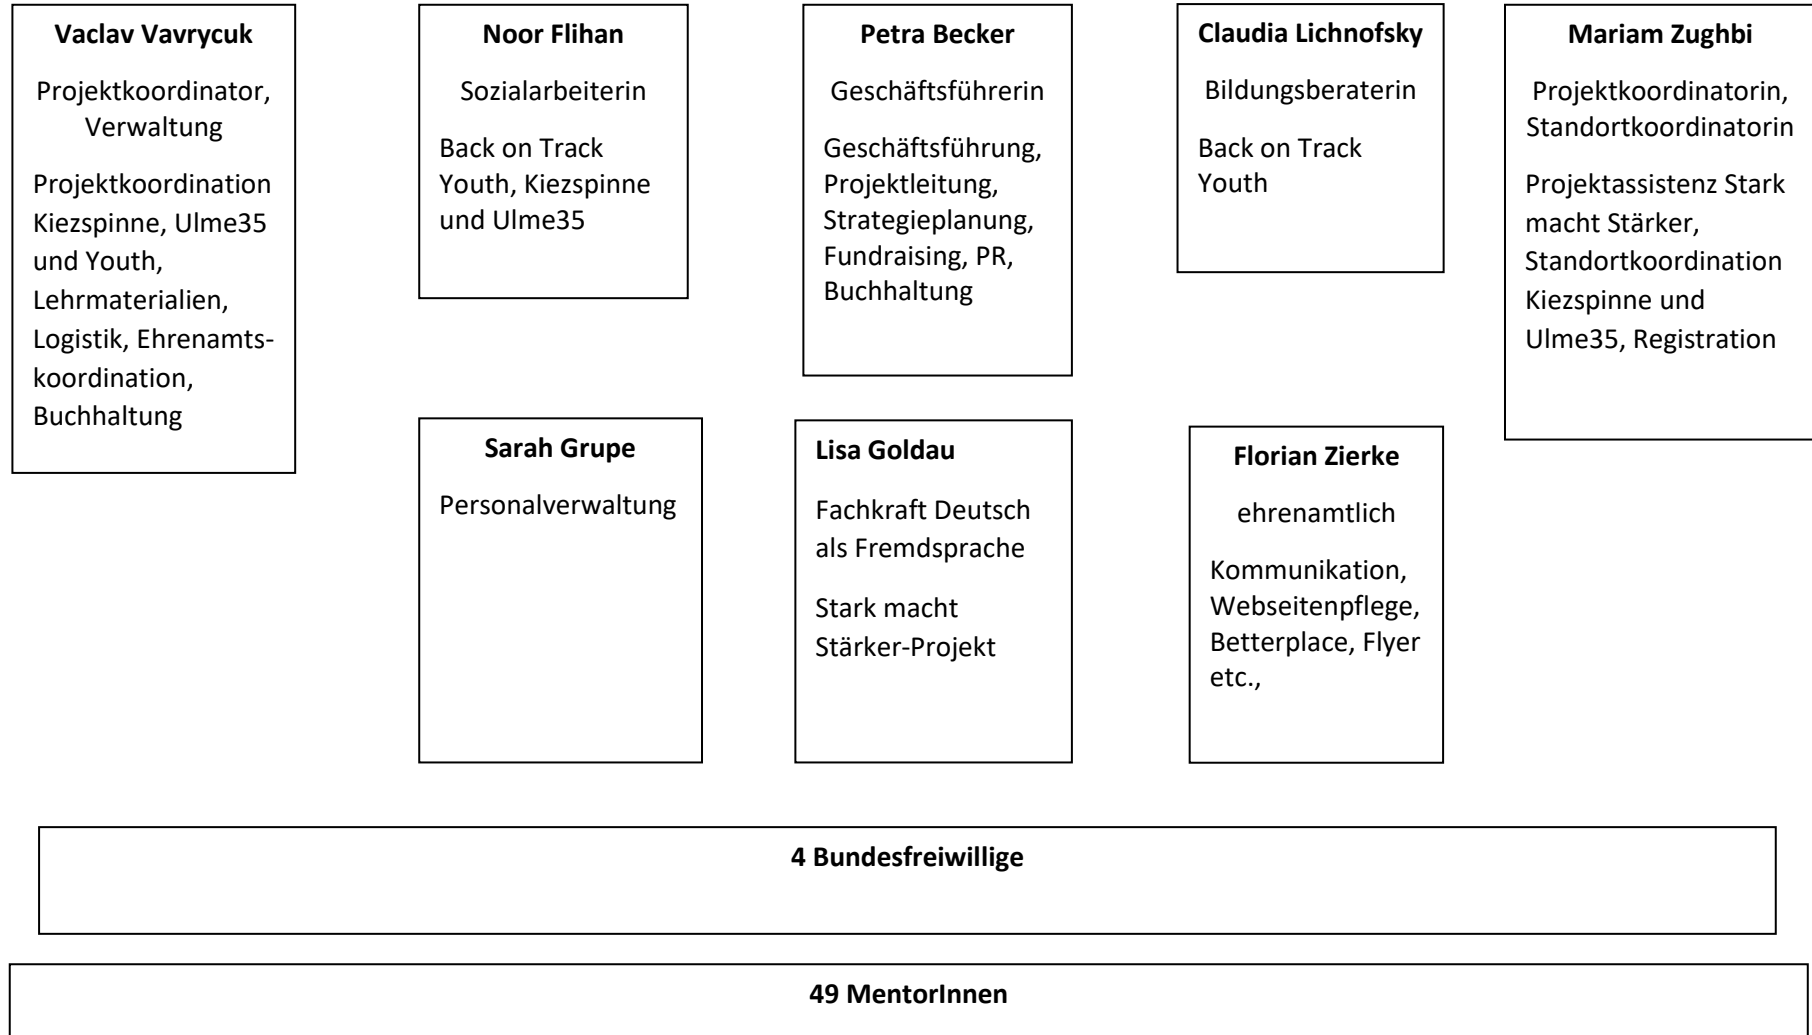 Vaclav Vavrycuk
Projektkoordinator,
Verwaltung
Projektkoordination
Kiezspinne, Ulme35
und Youth,
Lehrmaterialien,
Logistik, Ehrenamts-
koordination,
Buchhaltung
Noor Flihan
Sozialarbeiterin
Back on Track
Youth, Kiezspinne
und Ulme35
Petra Becker
Geschäftsführerin
Geschäftsführung,
Projektleitung,
Strategieplanung,
Fundraising, PR,
Buchhaltung
Claudia Lichnofsky
Bildungsberaterin
Back on Track
Youth
Mariam Zughbi
Projektkoordinatorin,
Standortkoordinatorin
Projektassistenz Stark
macht Stärker,
Standortkoordination
Kiezspinne und
Ulme35, Registration
Sarah Grupe
Personalverwaltung
Lisa Goldau
Fachkraft Deutsch
als Fremdsprache
Stark macht
Stärker-Projekt
Florian Zierke
ehrenamtlich
Kommunikation,
Webseitenpflege,
Betterplace, Flyer
etc.,
4 Bundesfreiwillige
49 MentorInnen